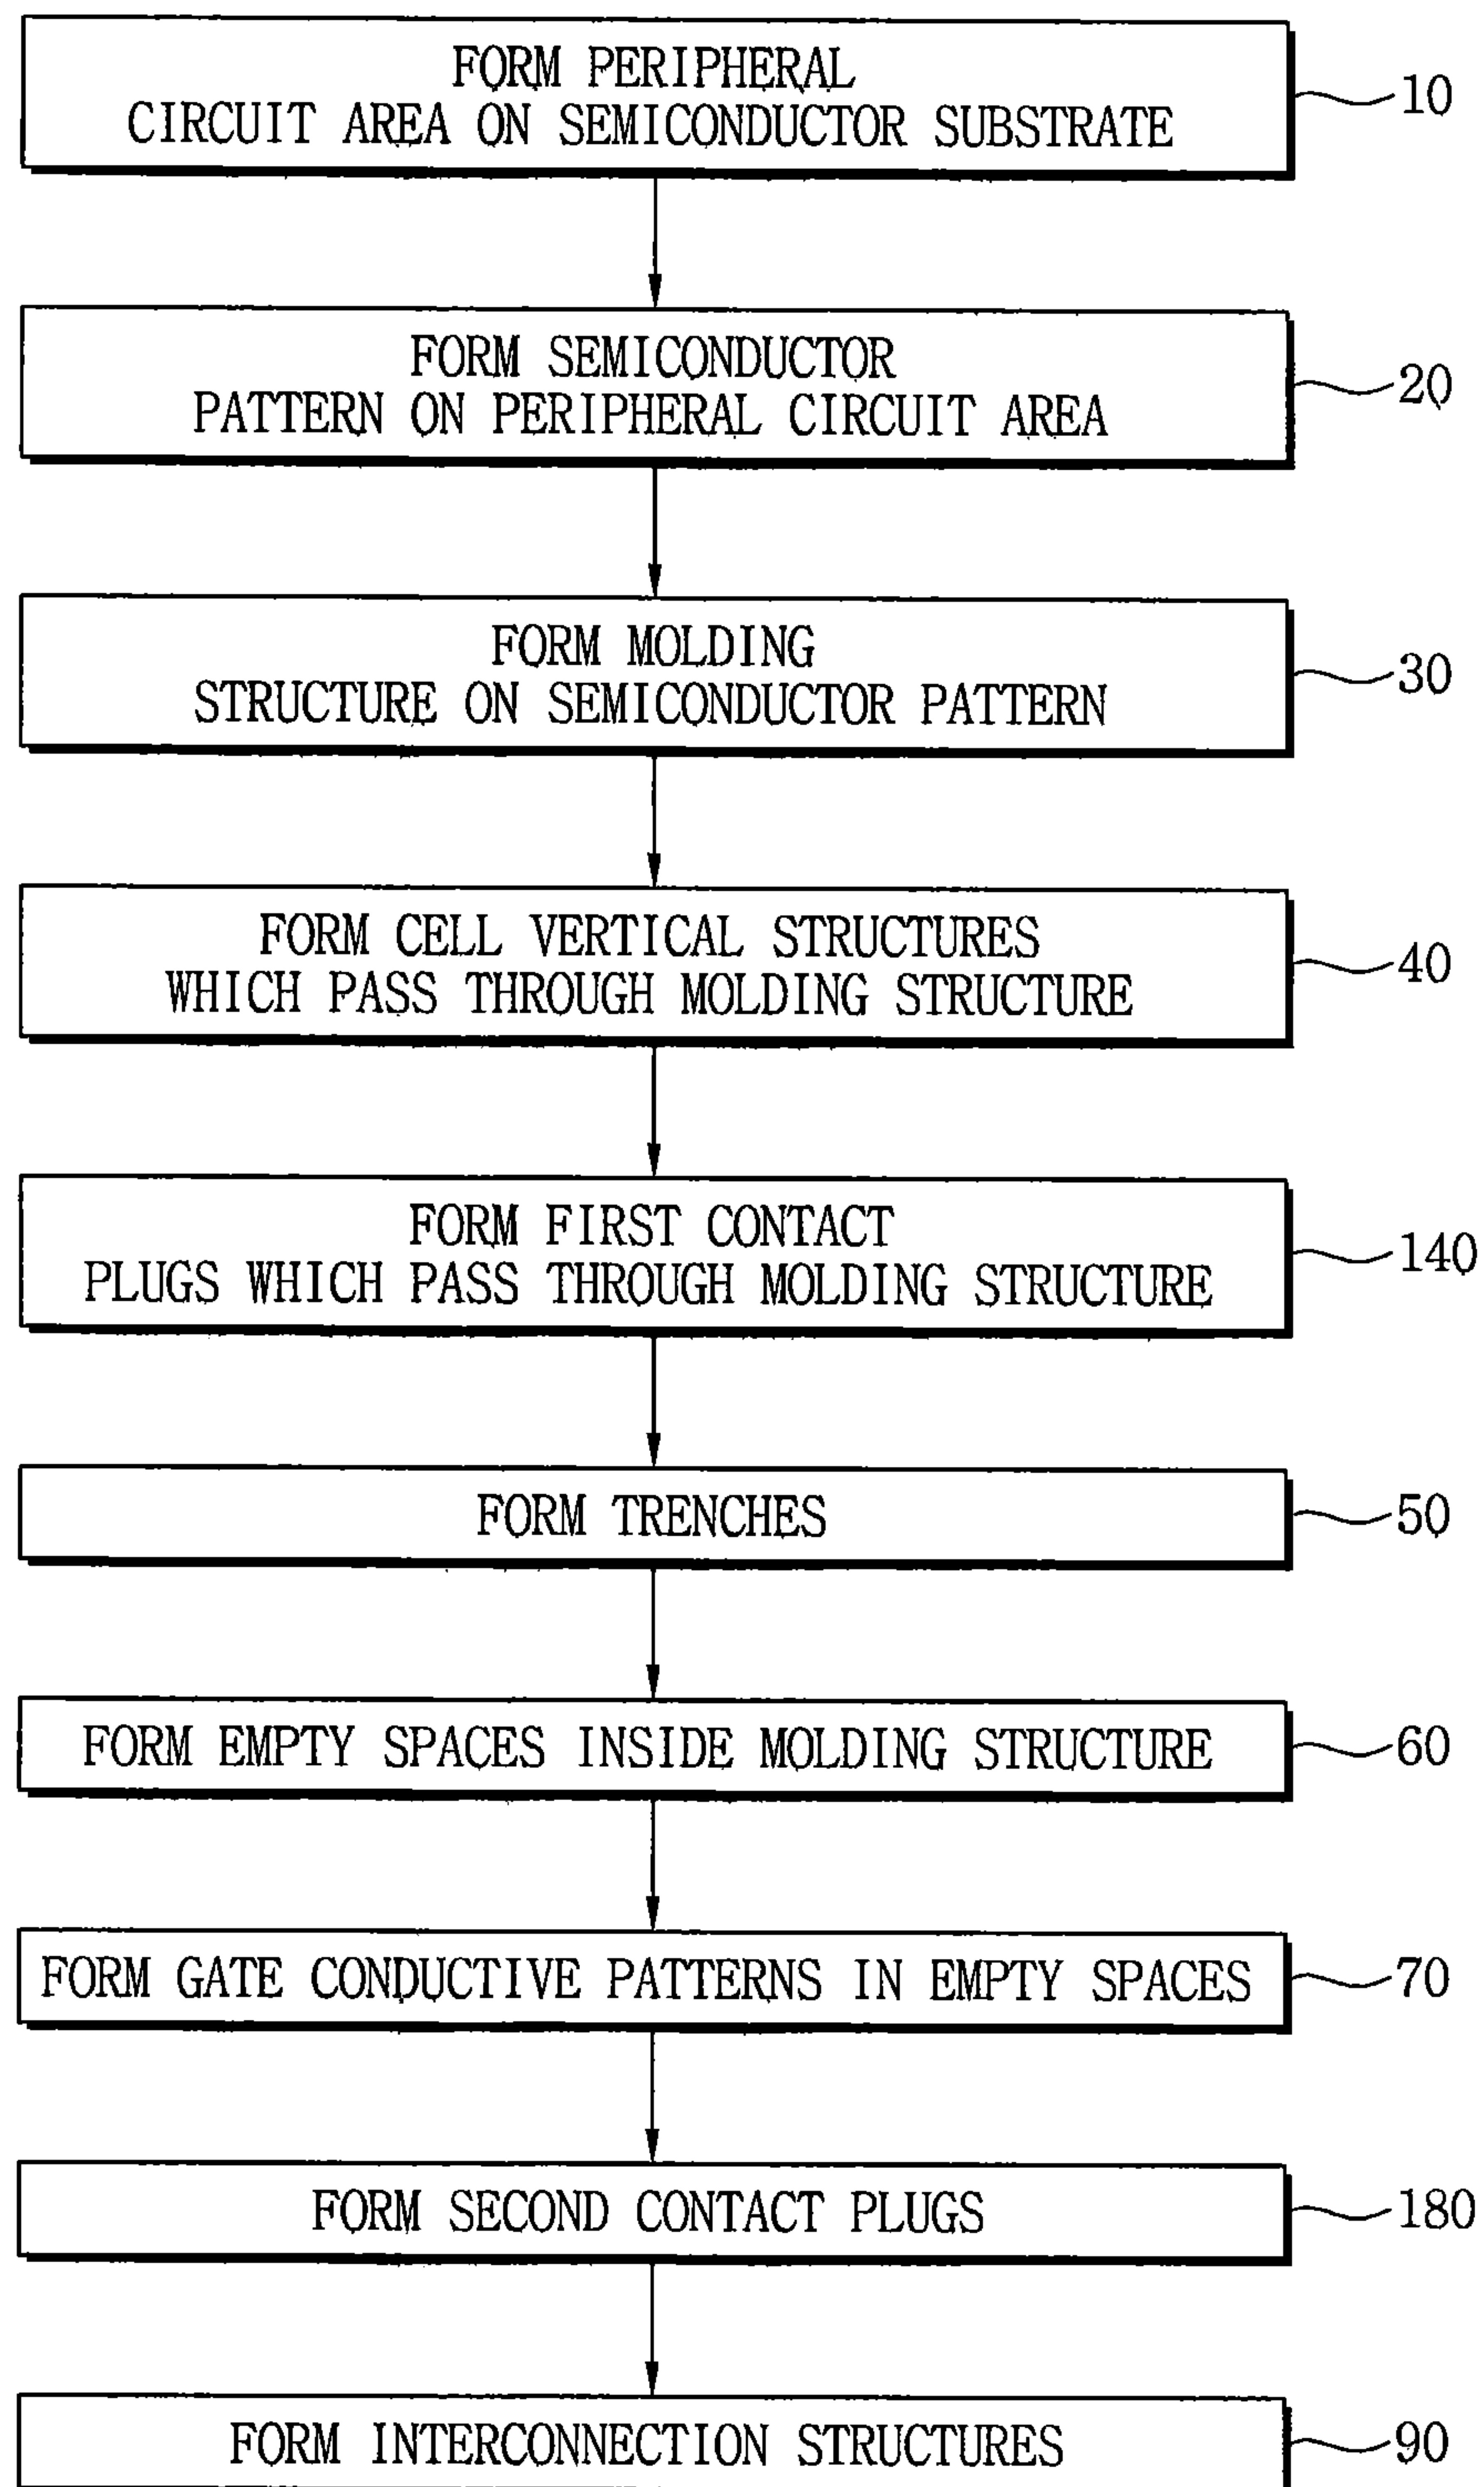 FORM PERIPHERAL
CIRCUIT AREA ON SEMICONDUCTOR SUBSTRATE
10
FORM SEMICONDUCTOR
PATTERN ON PERIPHERAL CIRCUIT AREA
20
FORM MOLDING
STRUCTURE ON SEMICONDUCTOR PATTERN
30
FORM CELL VERTICAL STRUCTURES
WHICH PASS THROUGH MOLDING STRUCTURE
40
FORM FIRST CONTACT
PLUGS WHICH PASS THROUGH MOLDING STRUCTURE
140
FORM TRENCHES
50
FORM EMPTY SPACES INSIDE MOLDING STRUCTURE
60
FORM GATE CONDUCTIVE PATTERNS IN EMPTY SPACES
70
FORM SECOND CONTACT PLUGS
180
FORM INTERCONNECTION STRUCTURES
90